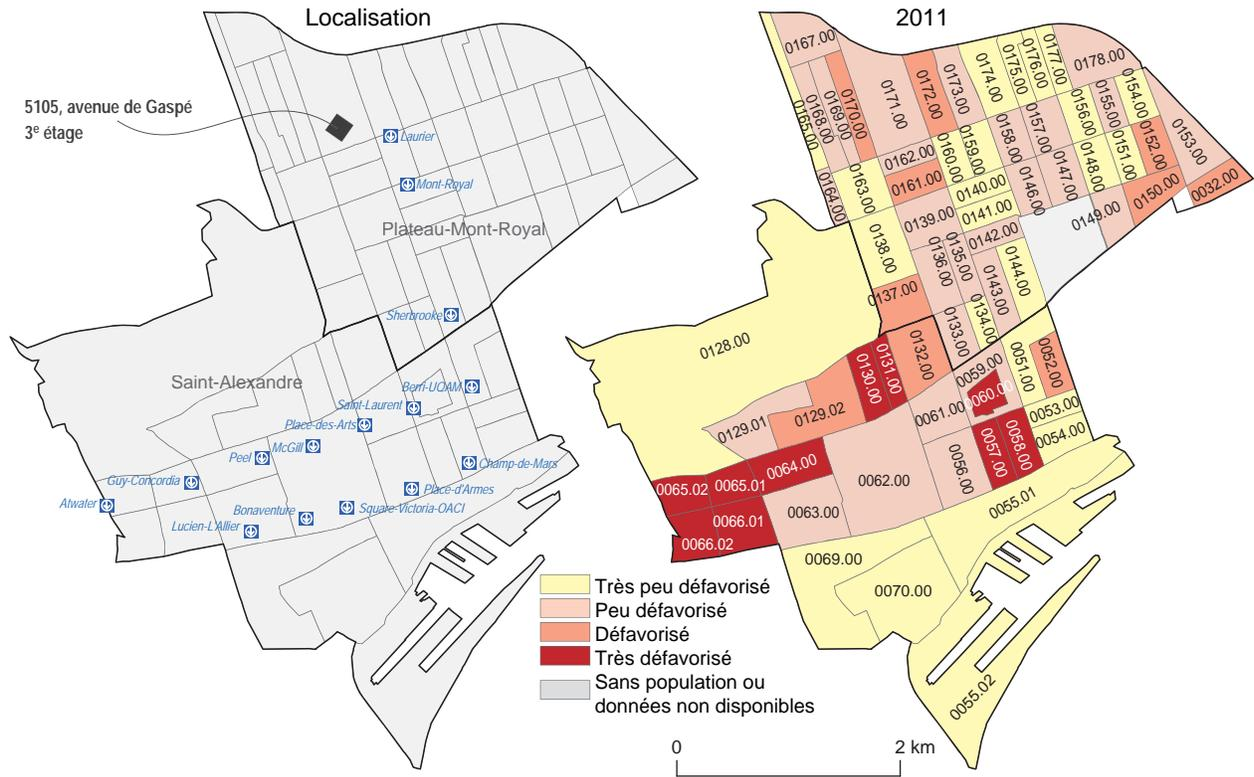 Localisation
5105, avenue de Gaspé
3e étage
Laurier
Mont-Royal
Plateau-Mont-Royal
Sherbrooke
Saint-Alexandre
Berri-UQAM
Saint-Laurent
Place-des-Arts
McGill
Peel
Champ-de-Mars
Guy-Concordia
Place-d'Armes
Atwater
Bonaventure
Square-Victoria-OACI
Lucien-L'Allier
2011
0167.00
0165.00
0168.00
0169.00
0170.00
0171.00
0172.00
0173.00
0174.00
0175.00
0176.00
0177.00
0178.00
0164.00
0163.00
0162.00
0161.00
0160.00
0159.00
0158.00
0157.00
0156.00
0155.00
0154.00
0153.00
0152.00
0151.00
0148.00
0147.00
0146.00
0150.00
0032.00
0149.00
0140.00
0141.00
0142.00
0139.00
0138.00
0136.00
0135.00
0143.00
0144.00
0137.00
0134.00
0133.00
0132.00
0131.00
0130.00
0128.00
0129.01
0129.02
0051.00
0052.00
0059.00
0060.00
0061.00
0053.00
0054.00
0058.00
0057.00
0056.00
0062.00
0063.00
0064.00
0065.01
0065.02
0066.01
0066.02
0055.01
0069.00
0070.00
0055.02
Très peu défavorisé
Peu défavorisé
Défavorisé
Très défavorisé
Sans population ou
données non disponibles
0 2 km